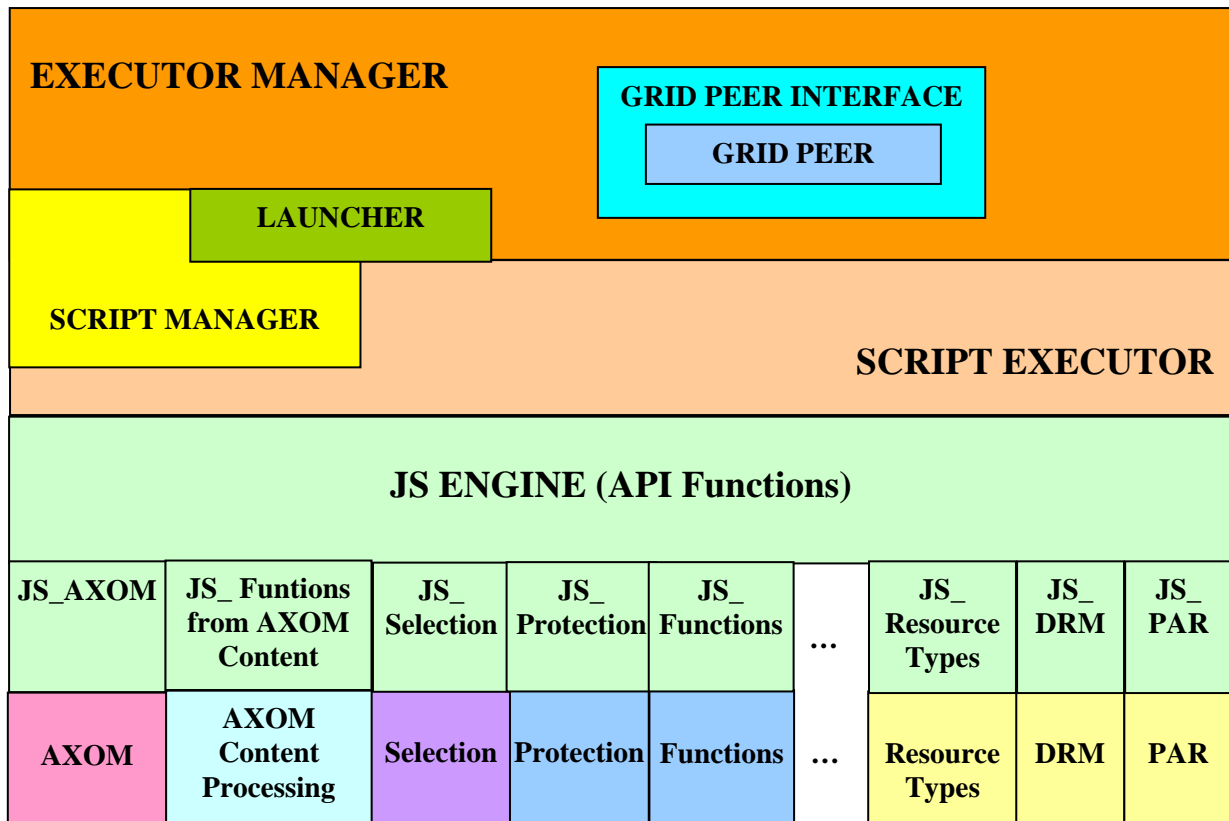 EXECUTOR MANAGER
GRID PEER INTERFACE
GRID PEER
LAUNCHER
SCRIPT MANAGER
SCRIPT EXECUTOR
JS ENGINE (API Functions)
JS_AXOM
JS_ Funtions
from AXOM
Content
JS_
Selection
JS_
Protection
JS_
Functions
...
JS_
Resource
Types
JS_
DRM
JS_
PAR
AXOM
AXOM
Content
Processing
Selection
Protection
Functions
...
Resource
Types
DRM
PAR